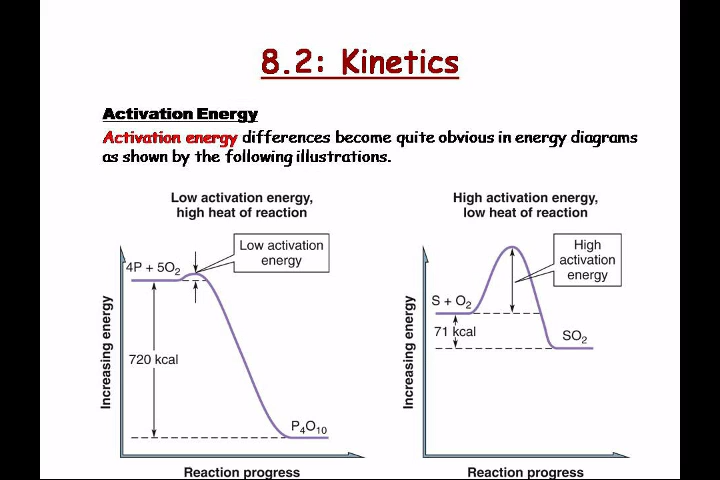 8.2: Kinetics
Activation Energy
Activation energy differences become quite obvious in energy diagrams
as shown by the following illustrations.
Low activation energy,
high heat of reaction
4P + 5O₂
Low activation
energy
720 kcal
P₄O₁₀
Increasing energy
Reaction progress
High activation energy,
low heat of reaction
High
activation
energy
S + O₂
71 kcal
SO₂
Increasing energy
Reaction progress